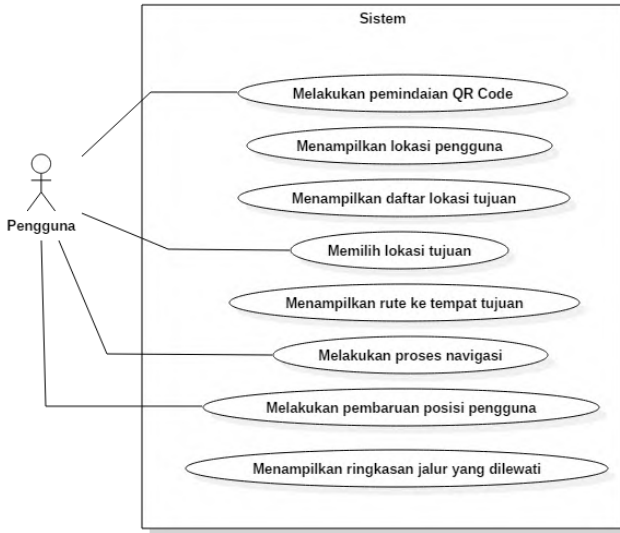 Sistem
Melakukan pemindaian QR Code
Menampilkan lokasi pengguna
Menampilkan daftar lokasi tujuan
Pengguna
Memilih lokasi tujuan
Menampilkan rute ke tempat tujuan
Melakukan proses navigasi
Melakukan pembaruan posisi pengguna
Menampilkan ringkasan jalur yang dilewati